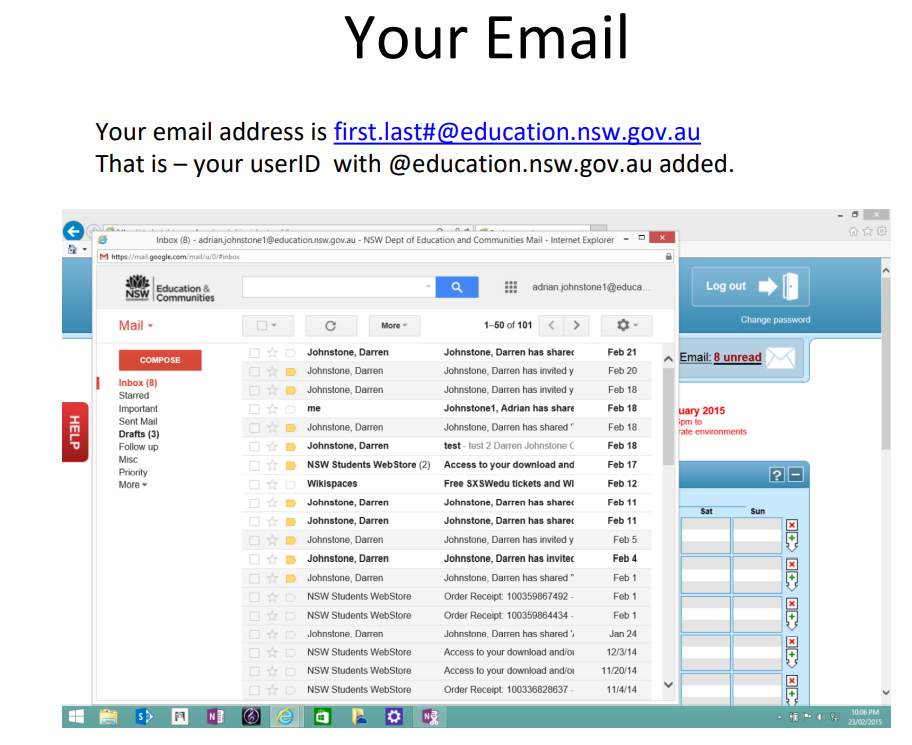 Your Email
Your email address is first.last#@education.nsw.gov.au
That is – your userID with @education.nsw.gov.au added.
Inbox (8) - adrian.johnstone1@education.nsw.gov.au - NSW Dept of Education and Communities Mail - Internet Explorer
https://mail.google.com/mail/u/0/#inbox
NSW Education & Communities
adrian.johnstone1@educa...
Log out
Change password
Mail
More
1–50 of 101
COMPOSE
Inbox (8)
Starred
Important
Sent Mail
Drafts (3)
Follow up
Misc
Priority
More
Johnstone, Darren Johnstone, Darren has shared Feb 21
Johnstone, Darren Johnstone, Darren has invited y Feb 20
Johnstone, Darren Johnstone, Darren has invited y Feb 18
me Johnstone1, Adrian has share Feb 18
Johnstone, Darren Johnstone, Darren has shared " Feb 18
Johnstone, Darren test - test 2 Darren Johnstone C Feb 18
NSW Students WebStore (2) Access to your download and Feb 17
Wikispaces Free SXSWedu tickets and Wi Feb 12
Johnstone, Darren Johnstone, Darren has shared Feb 11
Johnstone, Darren Johnstone, Darren has shared Feb 11
Johnstone, Darren Johnstone, Darren has invited y Feb 5
Johnstone, Darren Johnstone, Darren has invited Feb 4
Johnstone, Darren Johnstone, Darren has shared " Feb 1
NSW Students WebStore Order Receipt: 100359867492 - Feb 1
NSW Students WebStore Order Receipt: 100359864434 - Feb 1
Johnstone, Darren Johnstone, Darren has shared Jan 24
NSW Students WebStore Access to your download and/or 12/3/14
NSW Students WebStore Access to your download and/or 11/20/14
NSW Students WebStore Order Receipt: 100336828637 - 11/4/14
HELP
Email: 8 unread
uary 2015
5pm to
rate environments
Sat Sun
10:06 PM
23/02/2015